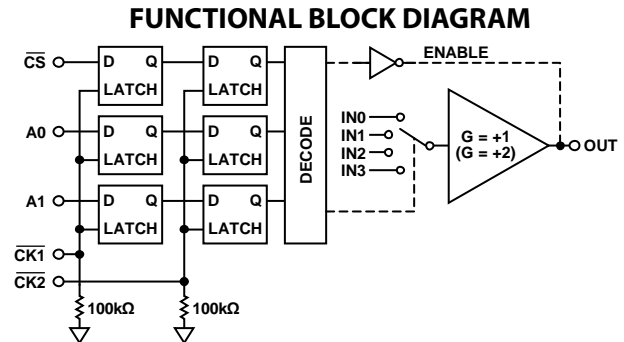 FUNCTIONAL BLOCK DIAGRAM
CS
D Q
LATCH
D Q
LATCH
A0
D Q
LATCH
D Q
LATCH
A1
D Q
LATCH
D Q
LATCH
CK1
CK2
100kΩ
100kΩ
DECODE
ENABLE
IN0
IN1
IN2
IN3
G = +1
(G = +2)
OUT